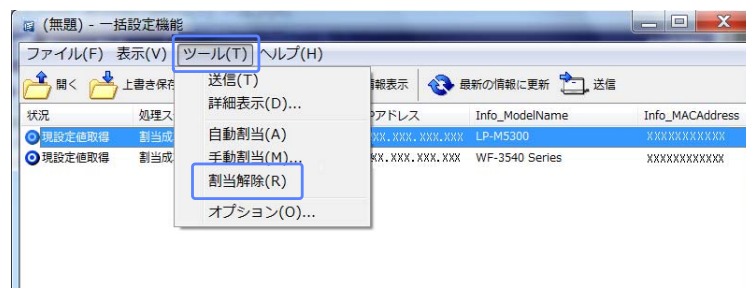 (無題) - 一括設定機能
ファイル(F) 表示(V) ツール(T) ヘルプ(H)
開く 上書き保存 報表示 最新の情報に更新 送信
送信(T)
詳細表示(D)...
自動割当(A)
手動割当(M)...
割当解除(R)
オプション(O)...
状況 処理ス Pアドレス Info_ModelName Info_MACAddress
現設定値取得 割当成 XX.XXX.XXX.XXX LP-M5300 XXXXXXXXXXX
現設定値取得 割当成 XX.XXX.XXX.XXX WF-3540 Series XXXXXXXXXXXX